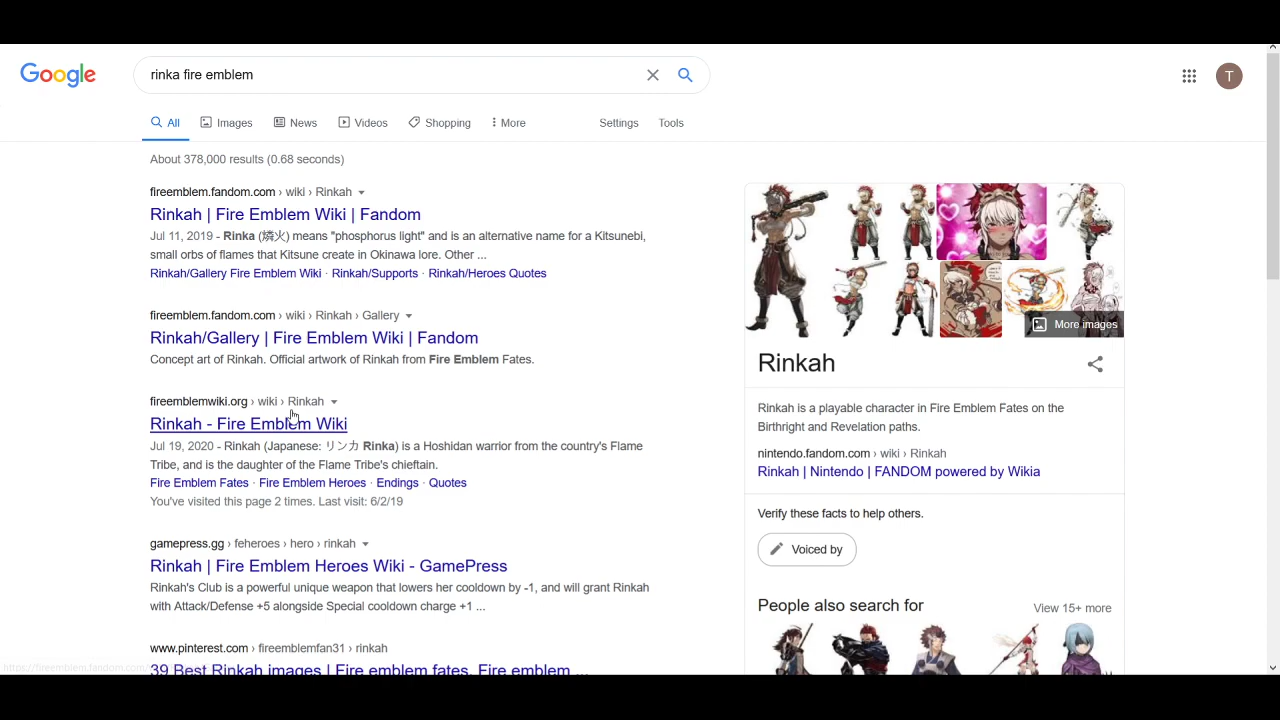 Google
rinka fire emblem
T
All
Images
News
Videos
Shopping
More
Settings
Tools
About 378,000 results (0.68 seconds)
fireemblem.fandom.com › wiki › Rinkah
Rinkah | Fire Emblem Wiki | Fandom
Jul 11, 2019 - Rinka (燐火) means "phosphorus light" and is an alternative name for a Kitsunebi,
small orbs of flames that Kitsune create in Okinawa lore. Other ...
Rinkah/Gallery Fire Emblem Wiki · Rinkah/Supports · Rinkah/Heroes Quotes
fireemblem.fandom.com › wiki › Rinkah › Gallery
Rinkah/Gallery | Fire Emblem Wiki | Fandom
Concept art of Rinkah. Official artwork of Rinkah from Fire Emblem Fates.
fireemblemwiki.org › wiki › Rinkah
Rinkah - Fire Emblem Wiki
Jul 19, 2020 - Rinkah (Japanese: リンカ Rinka) is a Hoshidan warrior from the country's Flame
Tribe, and is the daughter of the Flame Tribe's chieftain.
Fire Emblem Fates · Fire Emblem Heroes · Endings · Quotes
You've visited this page 2 times. Last visit: 6/2/19
gamepress.gg › feheroes › hero › rinkah
Rinkah | Fire Emblem Heroes Wiki - GamePress
Rinkah's Club is a powerful unique weapon that lowers her cooldown by -1, and will grant Rinkah
with Attack/Defense +5 alongside Special cooldown charge +1 ...
www.pinterest.com › fireemblemfan31 › rinkah
39 Best Rinkah images | Fire emblem fates, Fire emblem ...
More images
Rinkah
Rinkah is a playable character in Fire Emblem Fates on the
Birthright and Revelation paths.
nintendo.fandom.com › wiki › Rinkah
Rinkah | Nintendo | FANDOM powered by Wikia
Verify these facts to help others.
Voiced by
People also search for
View 15+ more